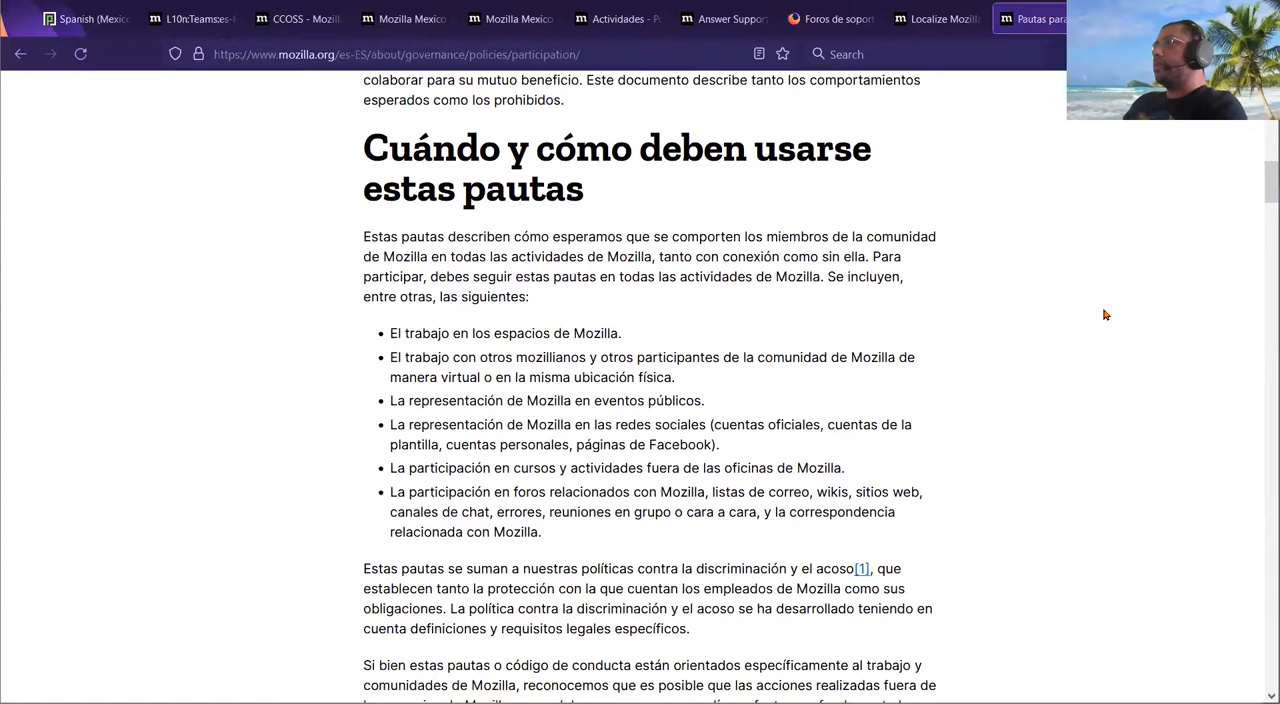 Spanish (Mexic
L10n:Teams:es-
CCOSS - Mozill
Mozilla Mexico
Mozilla Mexico
Actividades - Po
Answer Support
Foros de soport
Localize Mozilla
Pautas para
https://www.mozilla.org/es-ES/about/governance/policies/participation/
Search
colaborar para su mutuo beneficio. Este documento describe tanto los comportamientos
esperados como los prohibidos.
Cuándo y cómo deben usarse
estas pautas
Estas pautas describen cómo esperamos que se comporten los miembros de la comunidad
de Mozilla en todas las actividades de Mozilla, tanto con conexión como sin ella. Para
participar, debes seguir estas pautas en todas las actividades de Mozilla. Se incluyen,
entre otras, las siguientes:
• El trabajo en los espacios de Mozilla.
• El trabajo con otros mozillianos y otros participantes de la comunidad de Mozilla de
manera virtual o en la misma ubicación física.
• La representación de Mozilla en eventos públicos.
• La representación de Mozilla en las redes sociales (cuentas oficiales, cuentas de la
plantilla, cuentas personales, páginas de Facebook).
• La participación en cursos y actividades fuera de las oficinas de Mozilla.
• La participación en foros relacionados con Mozilla, listas de correo, wikis, sitios web,
canales de chat, errores, reuniones en grupo o cara a cara, y la correspondencia
relacionada con Mozilla.
Estas pautas se suman a nuestras políticas contra la discriminación y el acoso[1], que
establecen tanto la protección con la que cuentan los empleados de Mozilla como sus
obligaciones. La política contra la discriminación y el acoso se ha desarrollado teniendo en
cuenta definiciones y requisitos legales específicos.
Si bien estas pautas o código de conducta están orientados específicamente al trabajo y
comunidades de Mozilla, reconocemos que es posible que las acciones realizadas fuera de